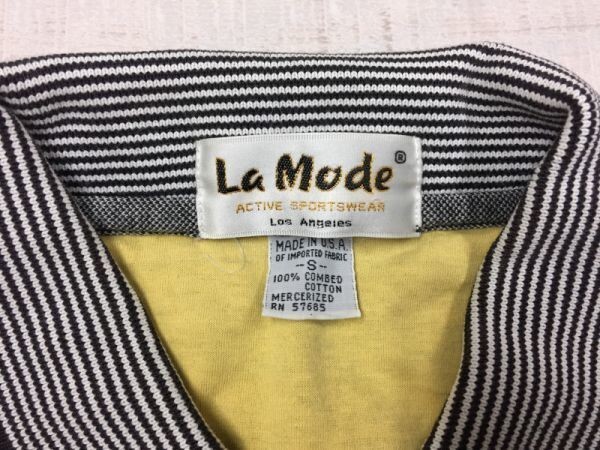 La Mode ®
ACTIVE SPORTSWEAR
Los Angeles
MADE IN U.S.A.
OF IMPORTED FABRIC
-S-
100% COMBED
COTTON
MERCERIZED
RN 57685